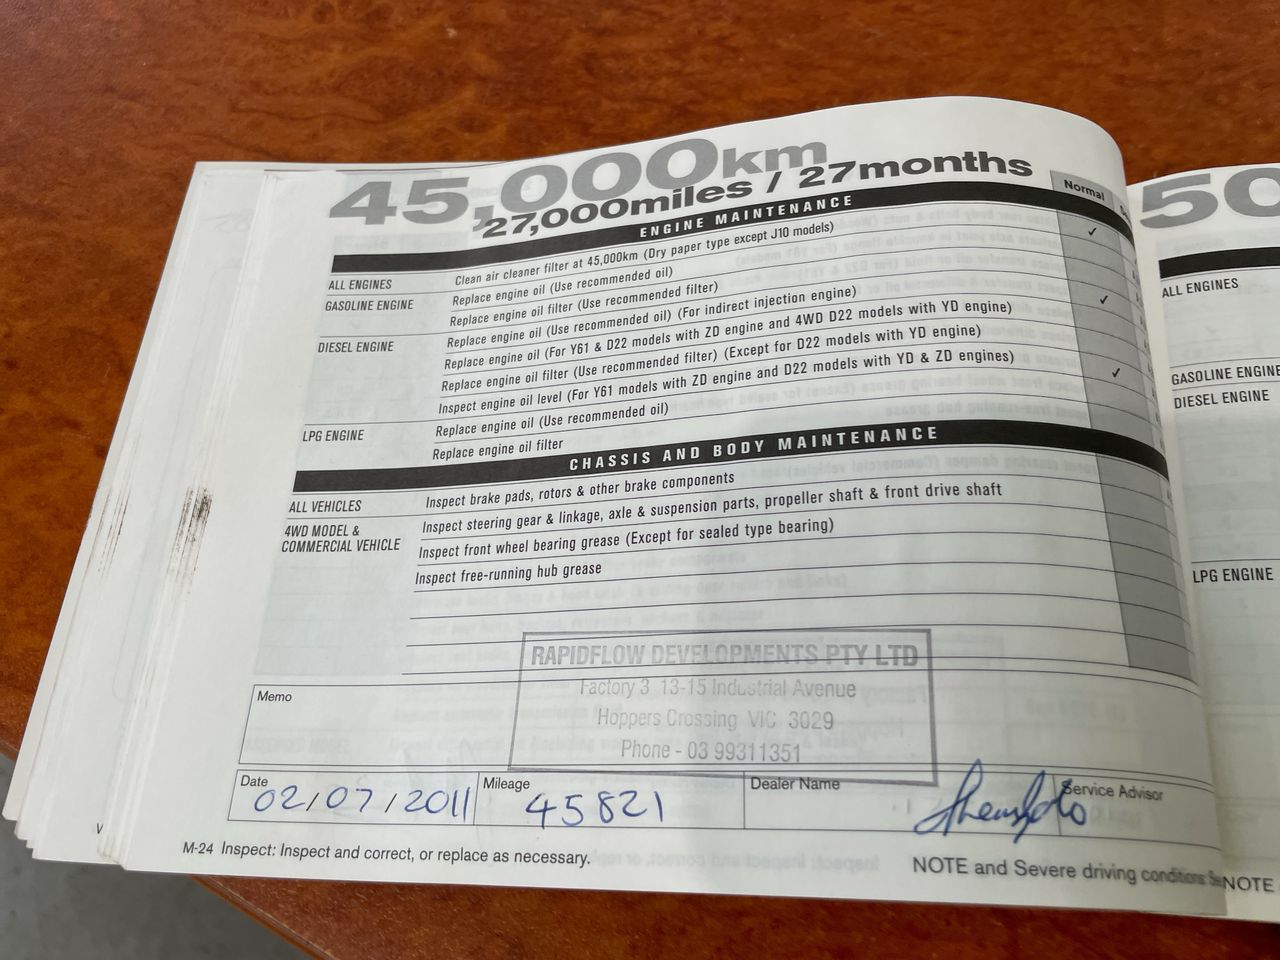 45,000km
27,000miles / 27months
Normal
ENGINE MAINTENANCE
ALL ENGINES Clean air cleaner filter at 45,000km (Dry paper type except J10 models) ✓
GASOLINE ENGINE Replace engine oil (Use recommended oil)
Replace engine oil filter (Use recommended filter)
DIESEL ENGINE Replace engine oil (Use recommended oil) (For indirect injection engine) ✓
Replace engine oil (For Y61 & D22 models with ZD engine and 4WD D22 models with YD engine)
Replace engine oil filter (Use recommended filter) (Except for D22 models with YD engine)
Inspect engine oil level (For Y61 models with ZD engine and D22 models with YD & ZD engines) ✓
LPG ENGINE Replace engine oil (Use recommended oil)
Replace engine oil filter
CHASSIS AND BODY MAINTENANCE
ALL VEHICLES Inspect brake pads, rotors & other brake components
4WD MODEL & Inspect steering gear & linkage, axle & suspension parts, propeller shaft & front drive shaft
COMMERCIAL VEHICLE Inspect front wheel bearing grease (Except for sealed type bearing)
Inspect free-running hub grease
RAPIDFLOW DEVELOPMENTS PTY LTD
Factory 3 13-15 Industrial Avenue
Hoppers Crossing VIC 3029
Phone - 03 99311351
Memo
Date 02/07/2011 Mileage 45821 Dealer Name Service Advisor
M-24 Inspect: Inspect and correct, or replace as necessary.
NOTE and Severe driving conditions
50
ALL ENGINES
GASOLINE ENGINE
DIESEL ENGINE
LPG ENGINE
NOTE